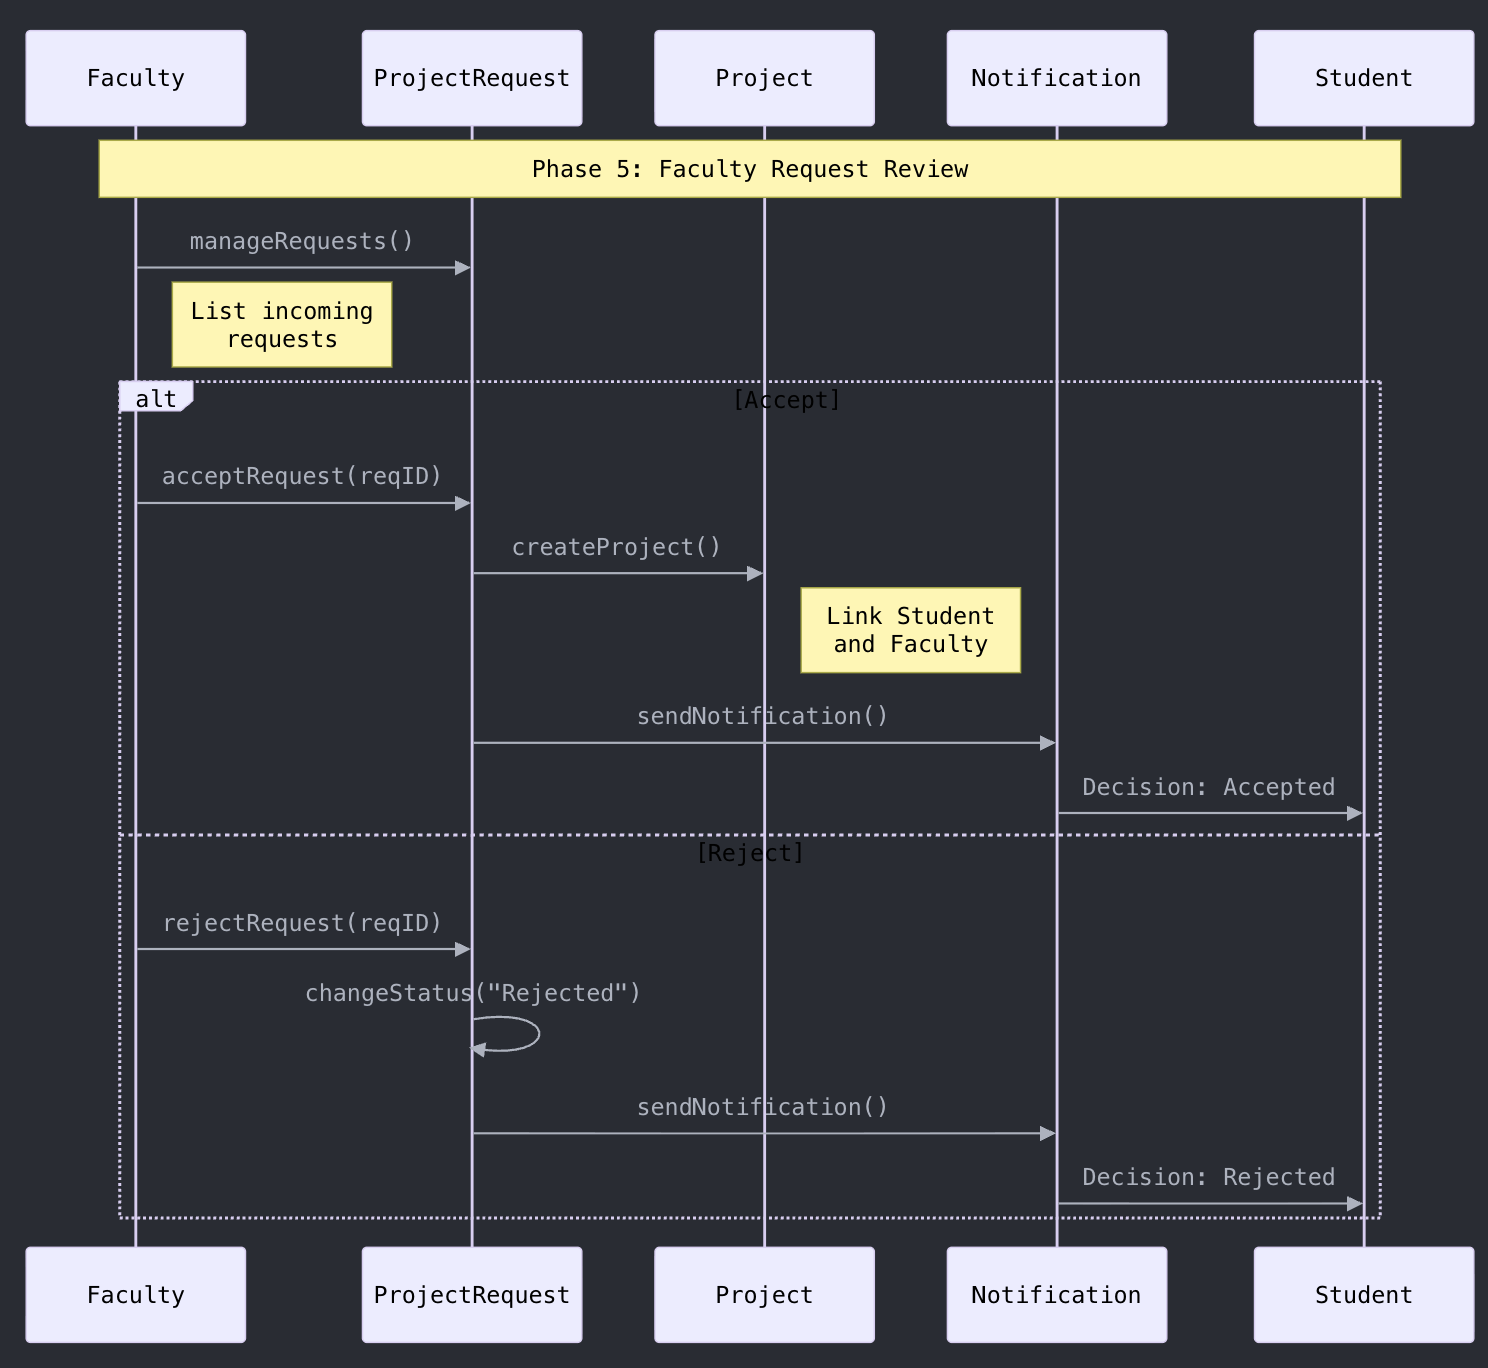 Faculty
ProjectRequest
Project
Notification
Student
Phase 5: Faculty Request Review
manageRequests()
List incoming
requests
alt
[Accept]
acceptRequest(reqID)
createProject()
Link Student
and Faculty
sendNotification()
Decision: Accepted
[Reject]
rejectRequest(reqID)
changeStatus("Rejected")
sendNotification()
Decision: Rejected
Faculty
ProjectRequest
Project
Notification
Student